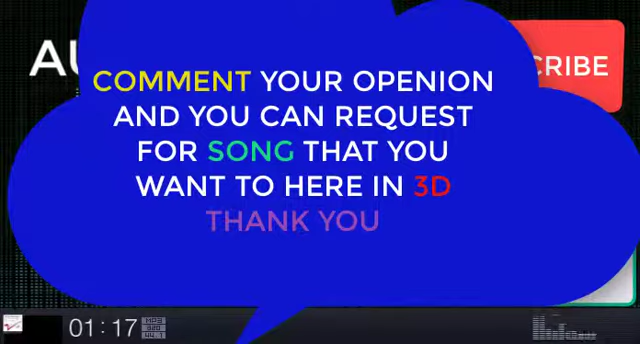 COMMENT YOUR OPENION
AND YOU CAN REQUEST
FOR SONG THAT YOU
WANT TO HERE IN 3D
THANK YOU
01:17